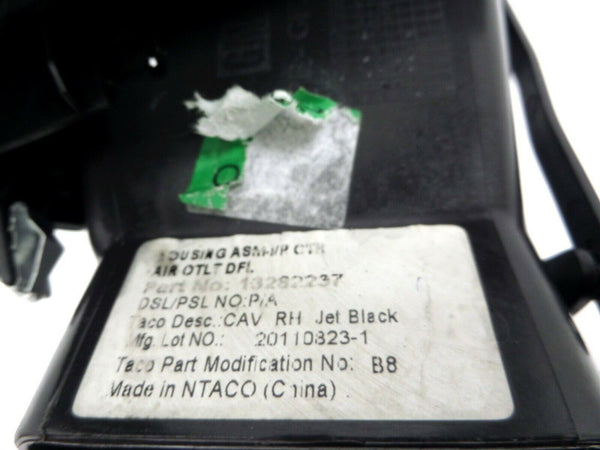 HOUSING ASM-I/P CTR
AIR OTLT DFL
Part No: 13282237
DSL/PSL NO:P/A
Taco Desc.:CAV RH Jet Black
Mfg. Lot NO.: 20110823-1
Taco Part Modification No: B8
Made in NTACO (China)